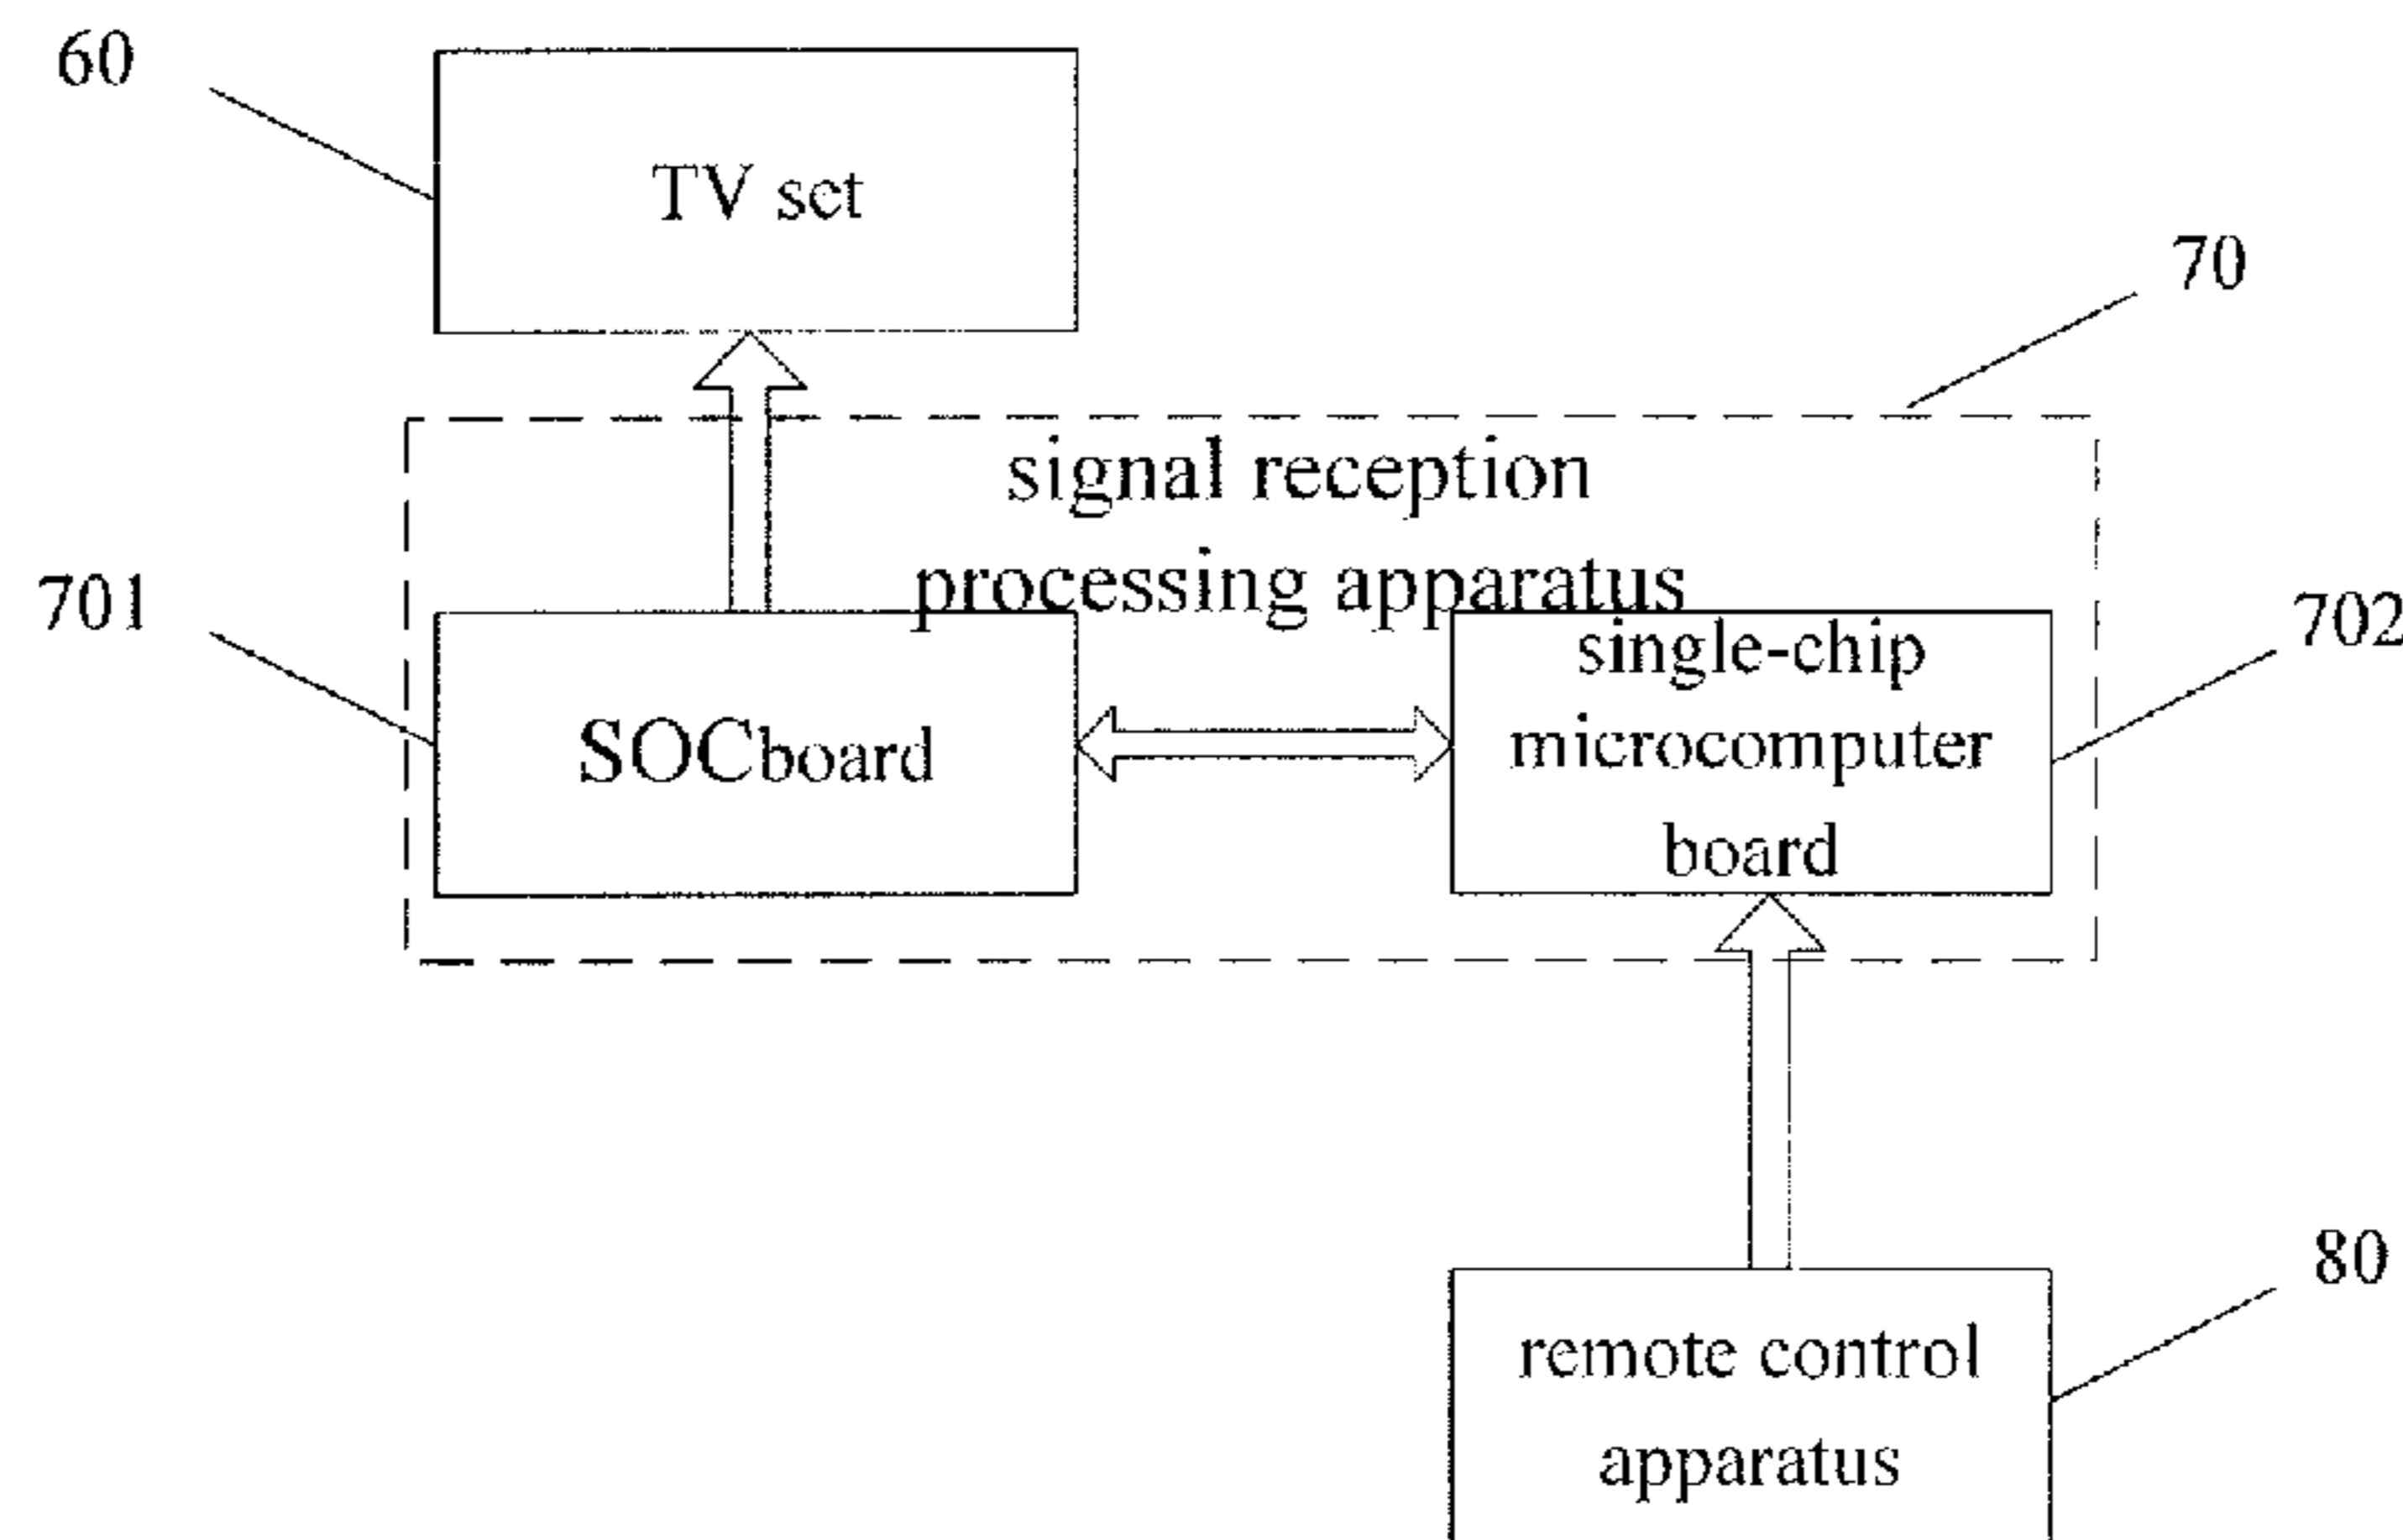 60
TV set
70
signal reception
processing apparatus
701
702
SOCboard
single-chip
microcomputer
board
80
remote control
apparatus